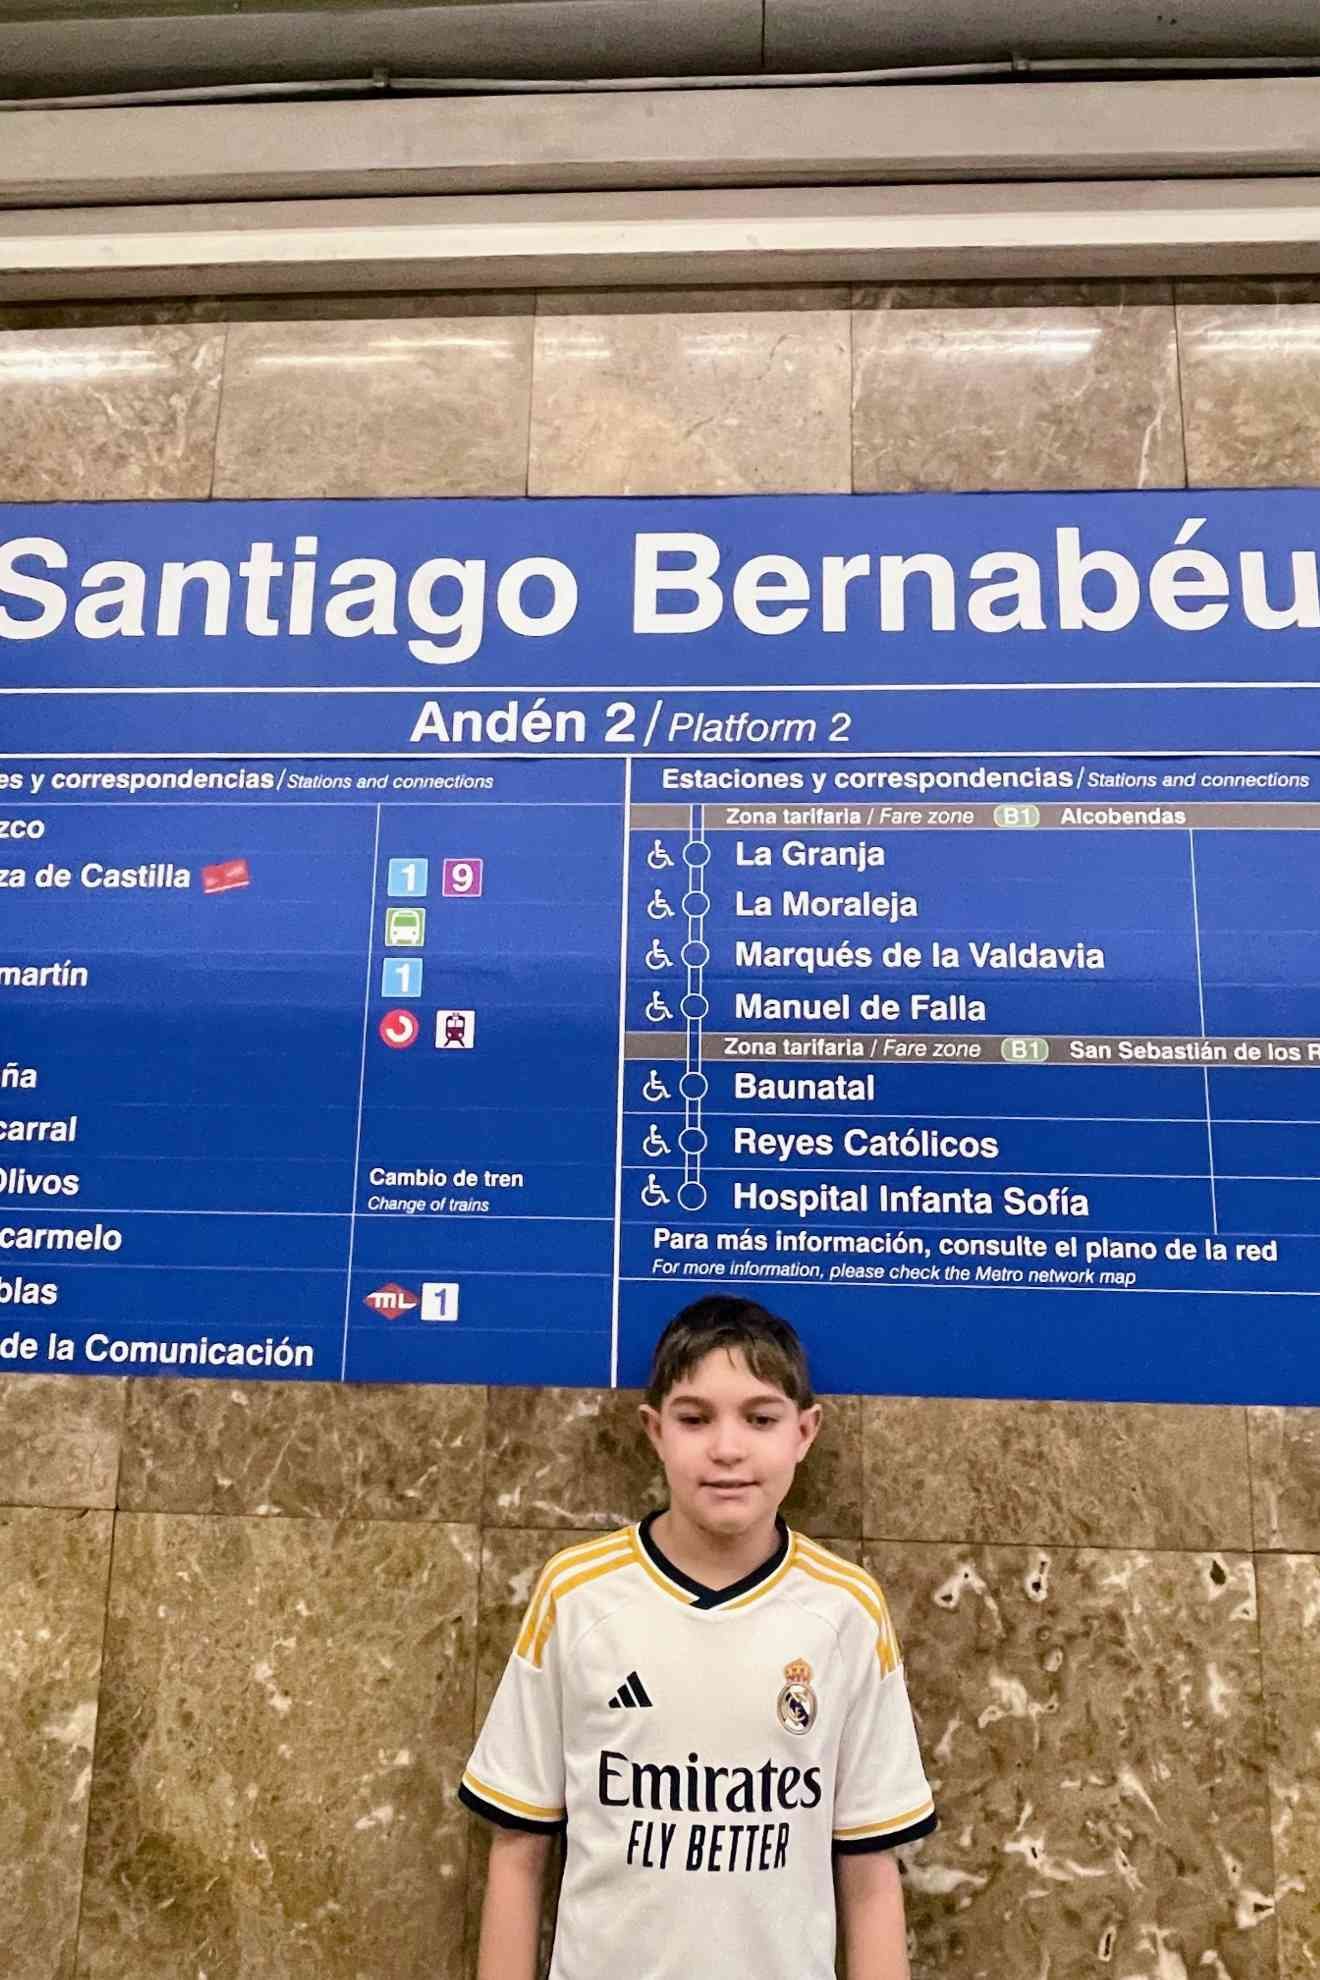 Santiago Bernabéu
Andén 2 / Platform 2
es y correspondencias / Stations and connections
zco
za de Castilla 1 9
martín 1
ña
carral
Olivos Cambio de tren
Change of trains
carmelo
blas ML 1
de la Comunicación
Estaciones y correspondencias / Stations and connections
Zona tarifaria / Fare zone B1 Alcobendas
La Granja
La Moraleja
Marqués de la Valdavia
Manuel de Falla
Zona tarifaria / Fare zone B1 San Sebastián de los R
Baunatal
Reyes Católicos
Hospital Infanta Sofía
Para más información, consulte el plano de la red
For more information, please check the Metro network map
Emirates
FLY BETTER